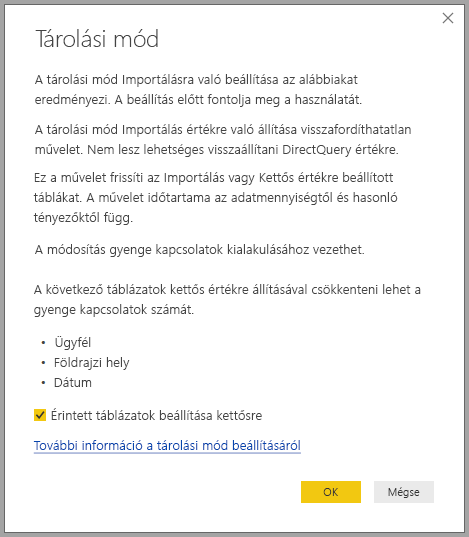 Tárolási mód
A tárolási mód Importálásra való beállítása az alábbiakat
eredményezi. A beállítás előtt fontolja meg a használatát.
A tárolási mód Importálás értékre való állítása visszafordíthatatlan
művelet. Nem lesz lehetséges visszaállítani DirectQuery értékre.
Ez a művelet frissíti az Importálás vagy Kettős értékre beállított
táblákat. A művelet időtartama az adatmennyiségtől és hasonló
tényezőktől függ.
A módosítás gyenge kapcsolatok kialakulásához vezethet.
A következő táblázatok kettős értékre állításával csökkenteni lehet a
gyenge kapcsolatok számát.
• Ügyfél
• Földrajzi hely
• Dátum
Érintett táblázatok beállítása kettősre
További információ a tárolási mód beállításáról
OK Mégse